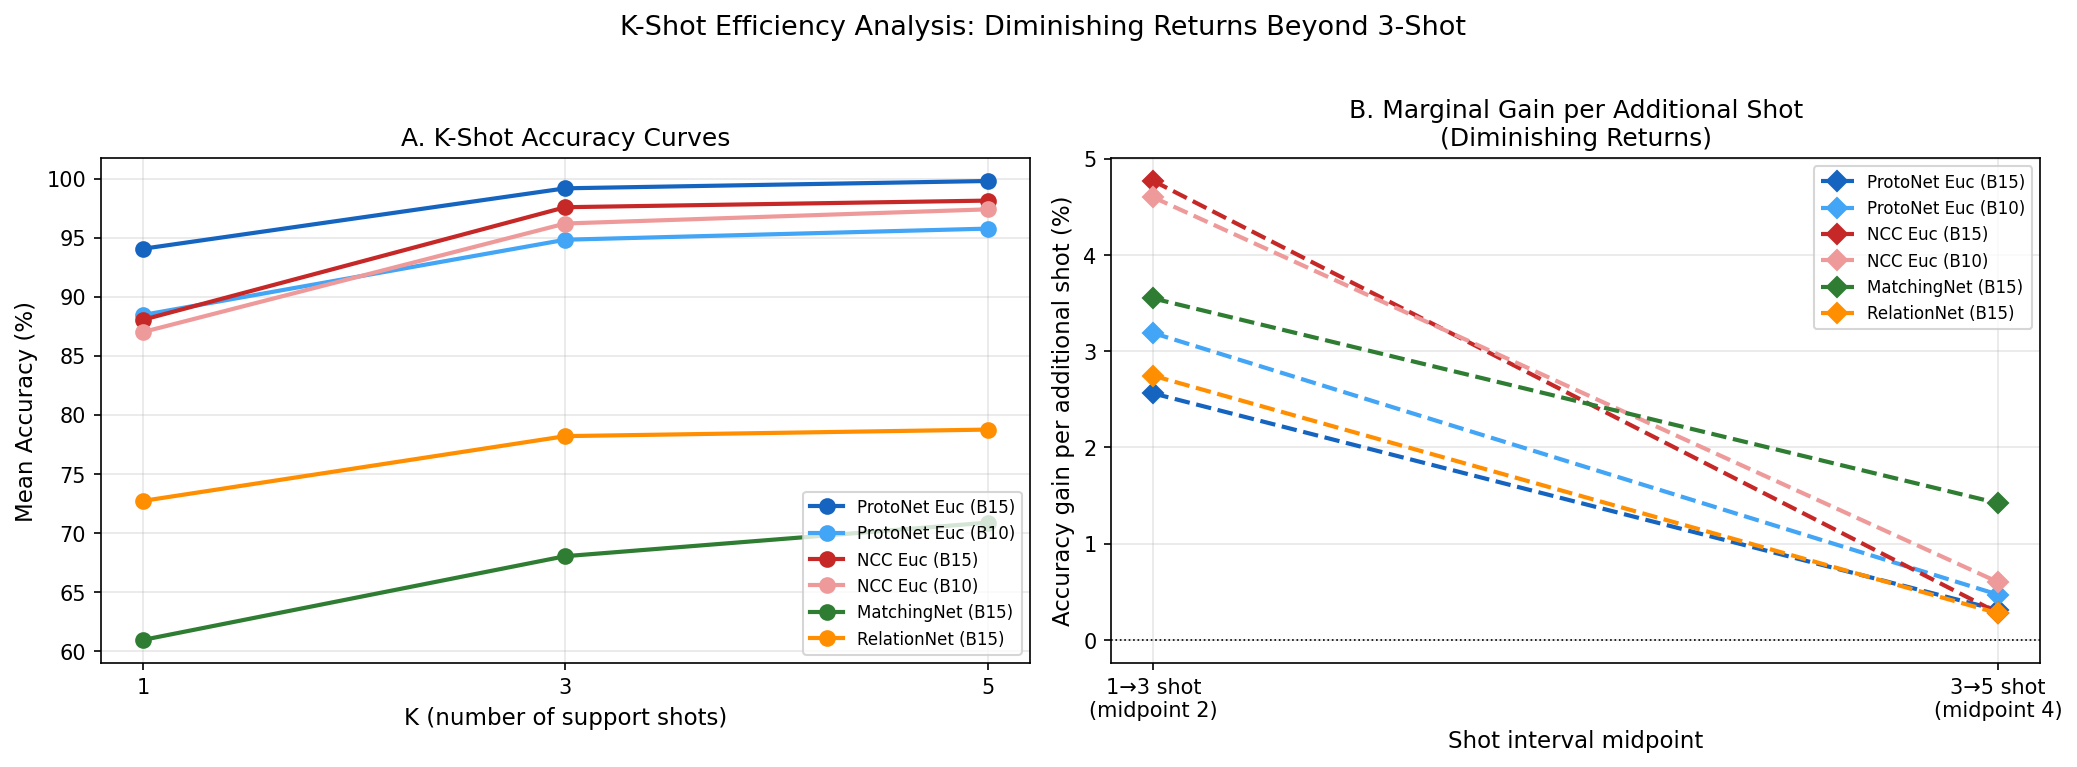 K-Shot Efficiency Analysis: Diminishing Returns Beyond 3-Shot
A. K-Shot Accuracy Curves
Mean Accuracy (%)
100
95
90
85
80
75
70
65
60
1
3
5
K (number of support shots)
ProtoNet Euc (B15)
ProtoNet Euc (B10)
NCC Euc (B15)
NCC Euc (B10)
MatchingNet (B15)
RelationNet (B15)
B. Marginal Gain per Additional Shot
(Diminishing Returns)
Accuracy gain per additional shot (%)
5
4
3
2
1
0
1→3 shot
(midpoint 2)
3→5 shot
(midpoint 4)
Shot interval midpoint
ProtoNet Euc (B15)
ProtoNet Euc (B10)
NCC Euc (B15)
NCC Euc (B10)
MatchingNet (B15)
RelationNet (B15)